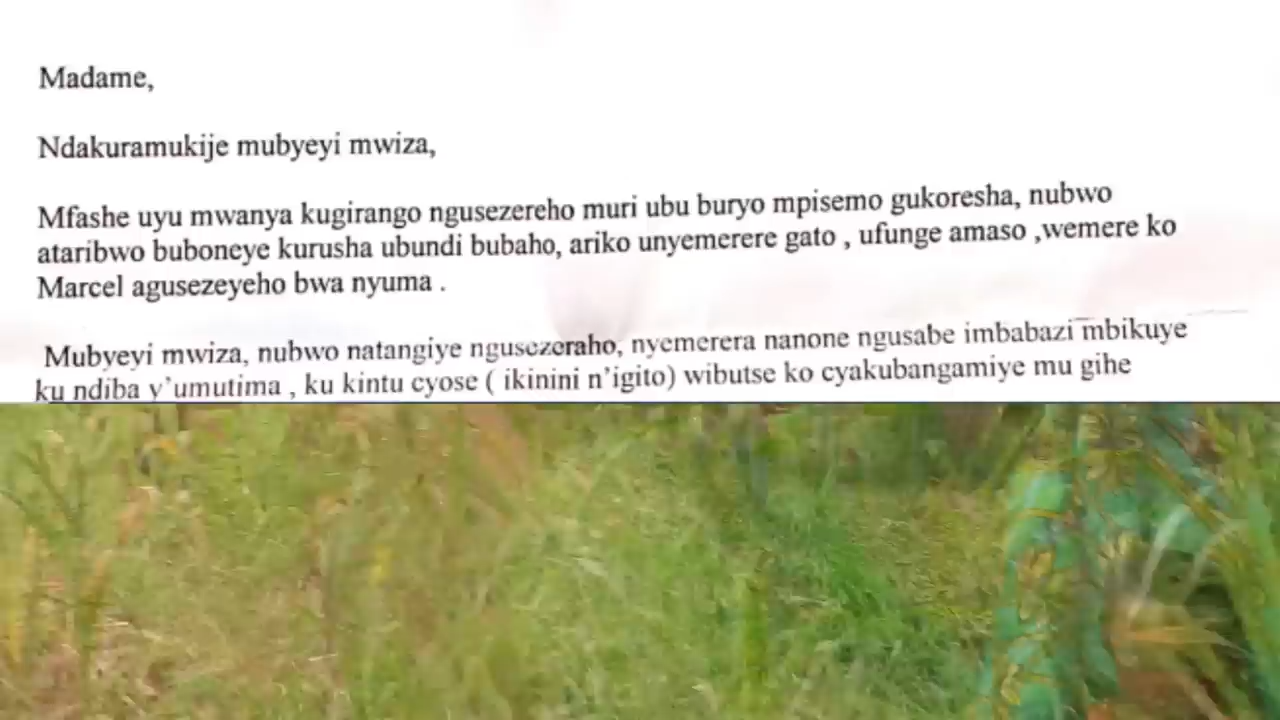 Madame,
Ndakuramukije mubyeyi mwiza,
Mfashe uyu mwanya kugirango ngusezereho muri ubu buryo mpisemo gukoresha, nubwo
ataribwo buboneye kurusha ubundi bubaho, ariko unyemerere gato , ufunge amaso ,wemere ko
Marcel agusezeyeho bwa nyuma .
Mubyeyi mwiza, nubwo natangiye ngusezeraho, nyemerera nanone ngusabe imbabazi mbikuye
ku ndiba y'umutima , ku kintu cyose ( ikinini n'igito) wibutse ko cyakubangamiye mu gihe